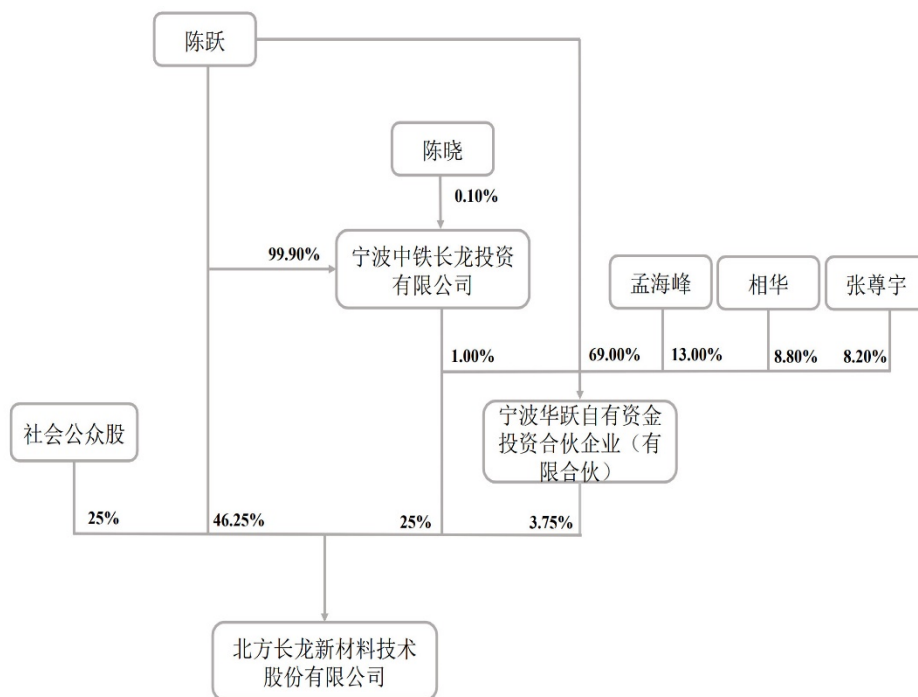 陈跃
陈晓
0.10%
99.90%
宁波中铁长龙投资
有限公司
孟海峰
相华
张尊宇
1.00%
69.00%
13.00%
8.80%
8.20%
社会公众股
宁波华跃自有资金
投资合伙企业（有
限合伙）
25%
46.25%
25%
3.75%
北方长龙新材料技术
股份有限公司